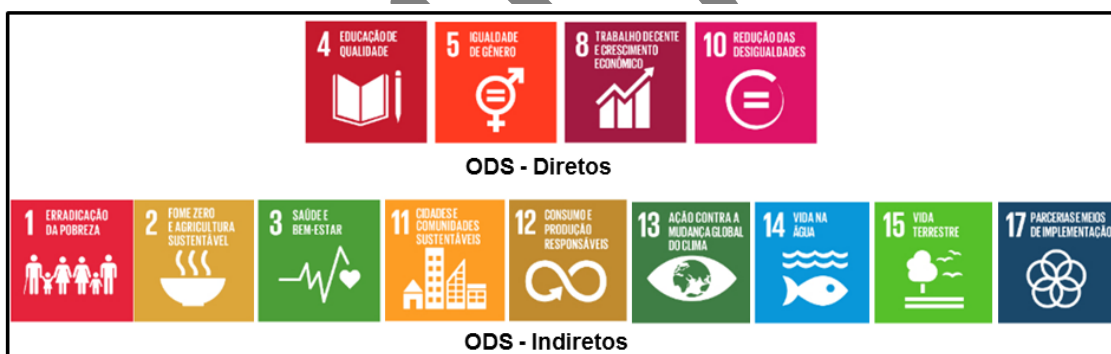 4 EDUCAÇÃO DE
QUALIDADE
5 IGUALDADE
DE GÊNERO
8 TRABALHO DECENTE
E CRESCIMENTO
ECONÔMICO
10 REDUÇÃO DAS
DESIGUALDADES
ODS - Diretos
1 ERRADICAÇÃO
DA POBREZA
2 FOME ZERO
E AGRICULTURA
SUSTENTÁVEL
3 SAÚDE E
BEM-ESTAR
11 CIDADES E
COMUNIDADES
SUSTENTÁVEIS
12 CONSUMO E
PRODUÇÃO
RESPONSÁVEIS
13 AÇÃO CONTRA A
MUDANÇA GLOBAL
DO CLIMA
14 VIDA NA
ÁGUA
15 VIDA
TERRESTRE
17 PARCERIAS E MEIOS
DE IMPLEMENTAÇÃO
ODS - Indiretos